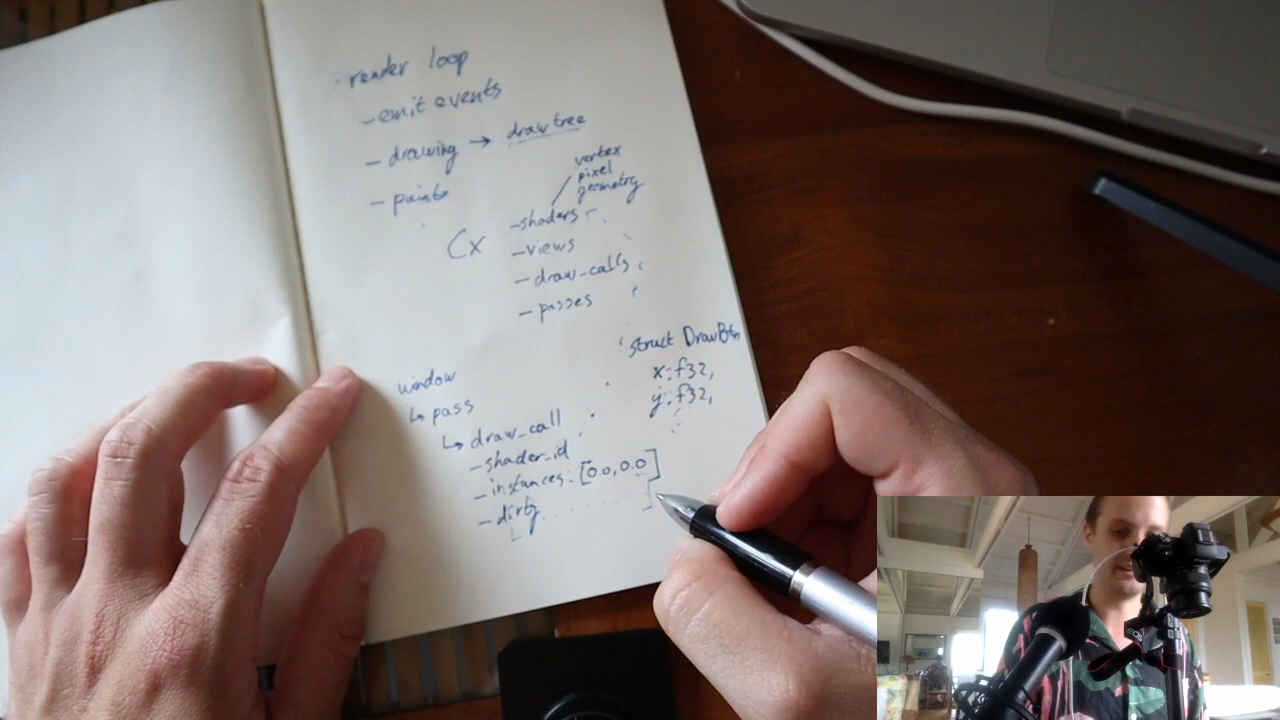 render loop
- emit events
- drawing → draw tree
- paints
vertex
pixel
geometry
Cx
- shaders
- views
- draw_calls
- passes
struct DrawBtn
x: f32,
y: f32,
window
↳ pass
↳ draw_call
- shader_id
- instances: [0.0, 0.0]
- dirty